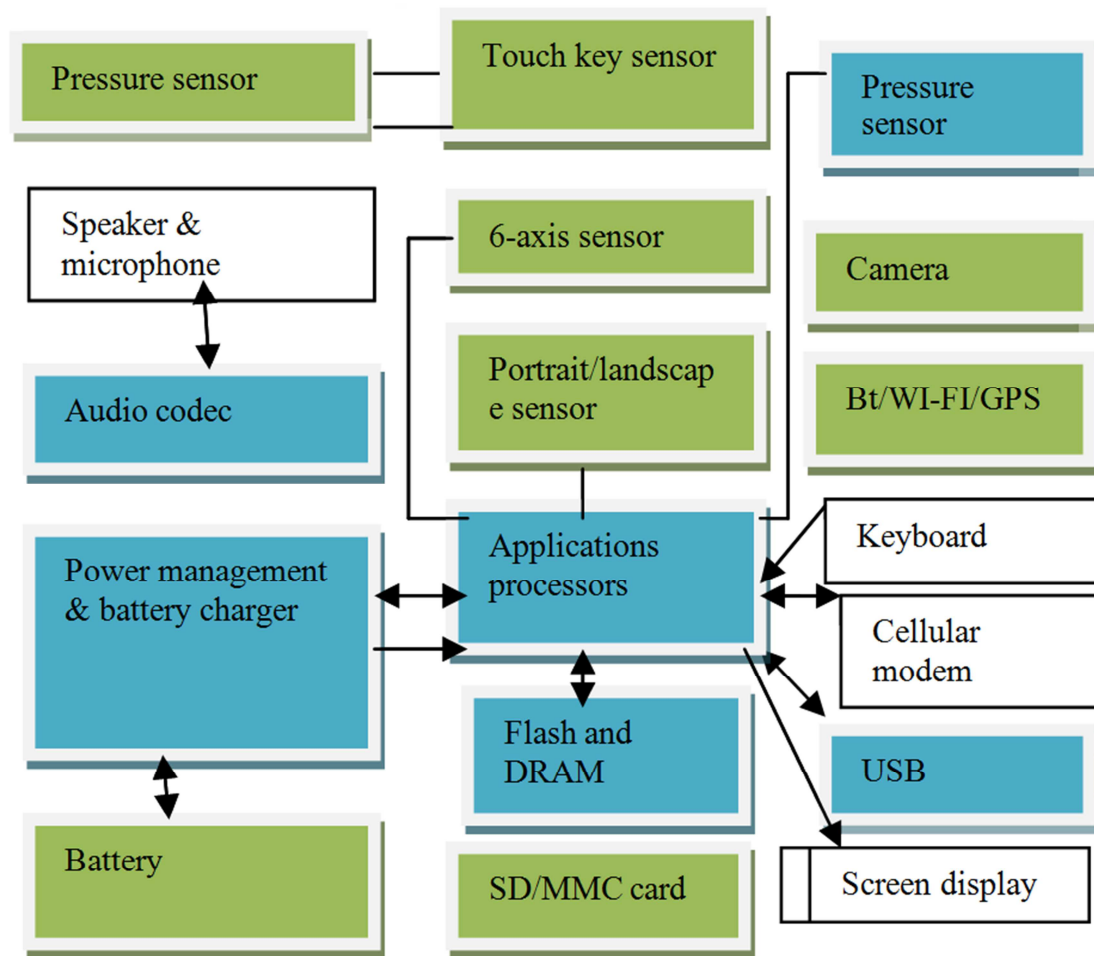 Pressure sensor
Touch key sensor
Pressure
sensor
Speaker &
microphone
6-axis sensor
Camera
Audio codec
Portrait/landscap
e sensor
Bt/WI-FI/GPS
Power management
& battery charger
Applications
processors
Keyboard
Cellular
modem
Flash and
DRAM
USB
Battery
SD/MMC card
Screen display